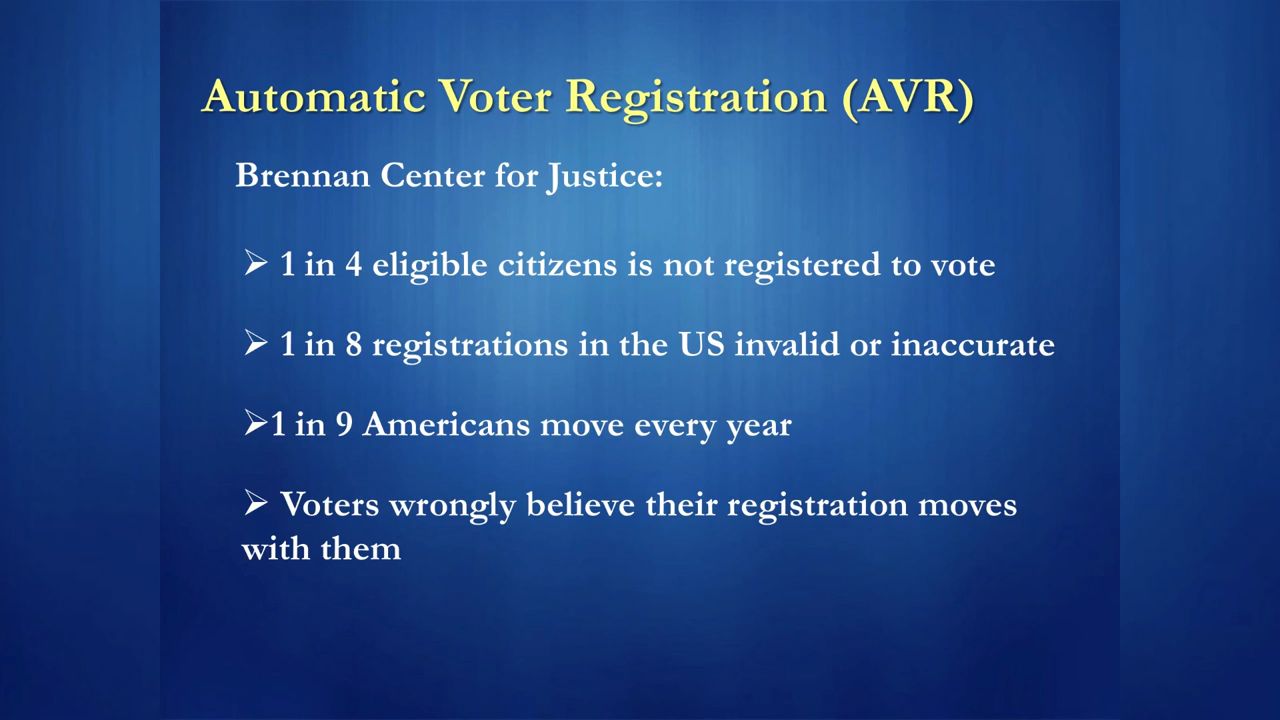 Automatic Voter Registration (AVR)
Brennan Center for Justice:
➢ 1 in 4 eligible citizens is not registered to vote
➢ 1 in 8 registrations in the US invalid or inaccurate
➢1 in 9 Americans move every year
➢ Voters wrongly believe their registration moves
with them